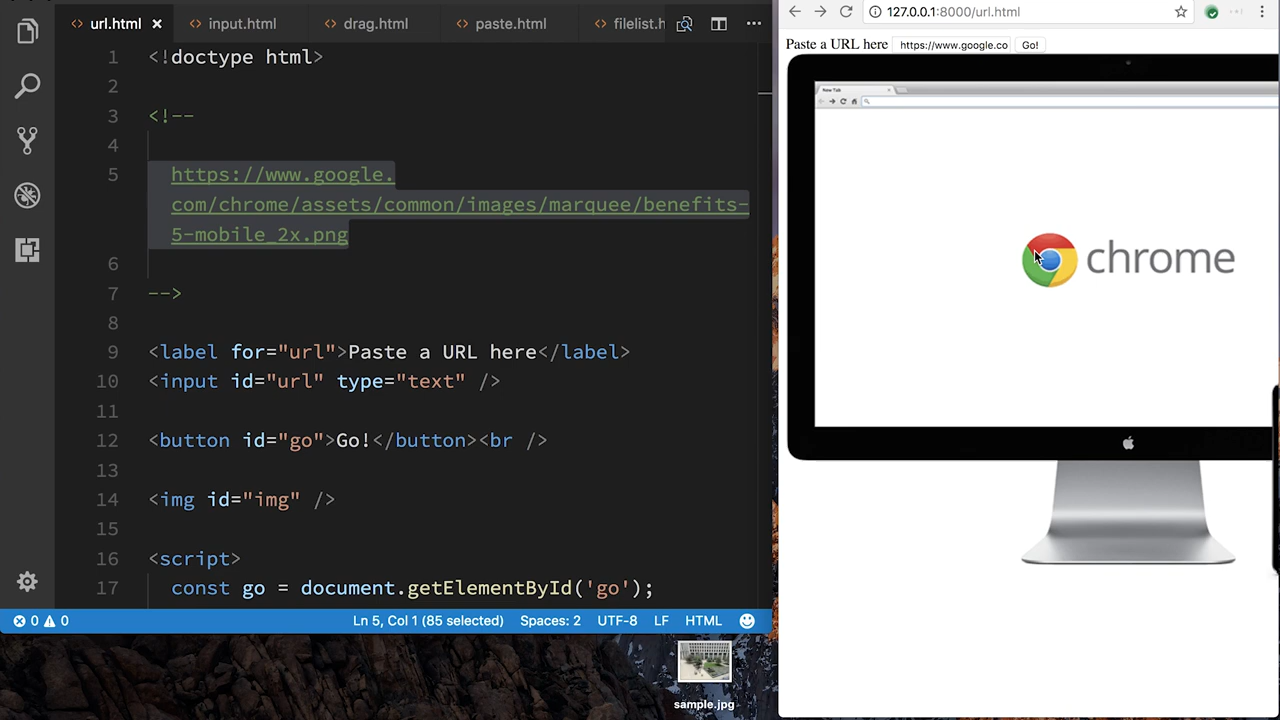 url.html
input.html
drag.html
paste.html
filelist.h
1 <!doctype html>
2
3 <!--
4
5 https://www.google.
com/chrome/assets/common/images/marquee/benefits-
5-mobile_2x.png
6
7 -->
8
9 <label for="url">Paste a URL here</label>
10 <input id="url" type="text" />
11
12 <button id="go">Go!</button><br />
13
14 <img id="img" />
15
16 <script>
17 const go = document.getElementById('go');
0 0 Ln 5, Col 1 (85 selected) Spaces: 2 UTF-8 LF HTML
sample.jpg
127.0.0.1:8000/url.html
Paste a URL here https://www.google.co Go!
New Tab
chrome